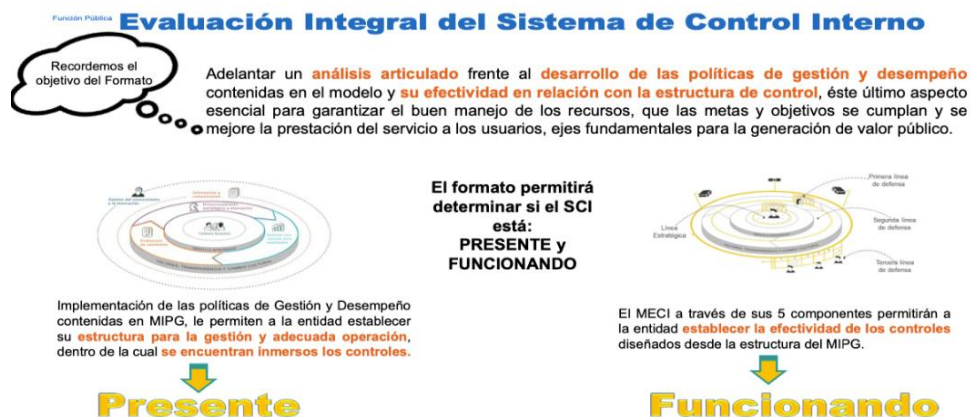 Función Pública
Evaluación Integral del Sistema de Control Interno
Recordemos el
objetivo del Formato
Adelantar un análisis articulado frente al desarrollo de las políticas de gestión y desempeño
contenidas en el modelo y su efectividad en relación con la estructura de control, éste último aspecto
esencial para garantizar el buen manejo de los recursos, que las metas y objetivos se cumplan y se
mejore la prestación del servicio a los usuarios, ejes fundamentales para la generación de valor público.
El formato permitirá
determinar si el SCI
está:
PRESENTE y
FUNCIONANDO
Primera línea
de defensa
Línea
Estratégica
Segunda línea
de defensa
Tercera línea
de defensa
Implementación de las políticas de Gestión y Desempeño
contenidas en MIPG, le permiten a la entidad establecer
su estructura para la gestión y adecuada operación,
dentro de la cual se encuentran inmersos los controles.
El MECI a través de sus 5 componentes permitirán a
la entidad establecer la efectividad de los controles
diseñados desde la estructura del MIPG.
Presente
Funcionando